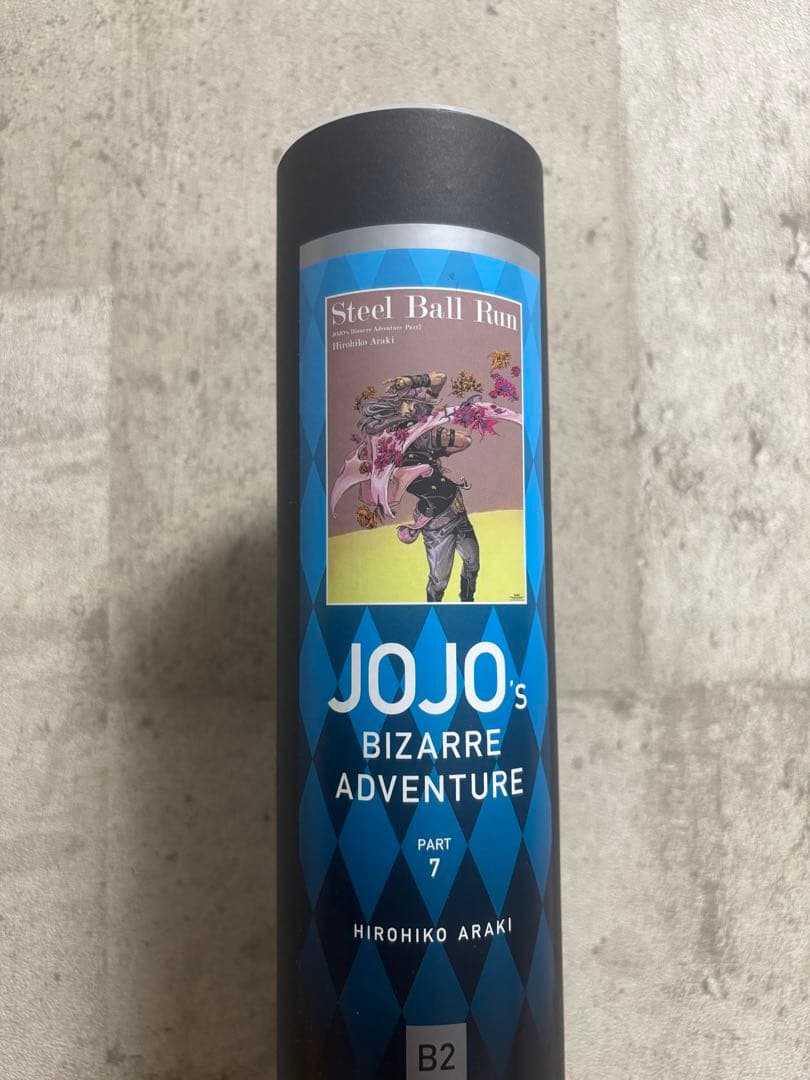 Steel Ball Run
JOJO's Bizarre Adventure Part7
Hirohiko Araki
JOJO's
BIZARRE
ADVENTURE
PART
7
HIROHIKO ARAKI
B2